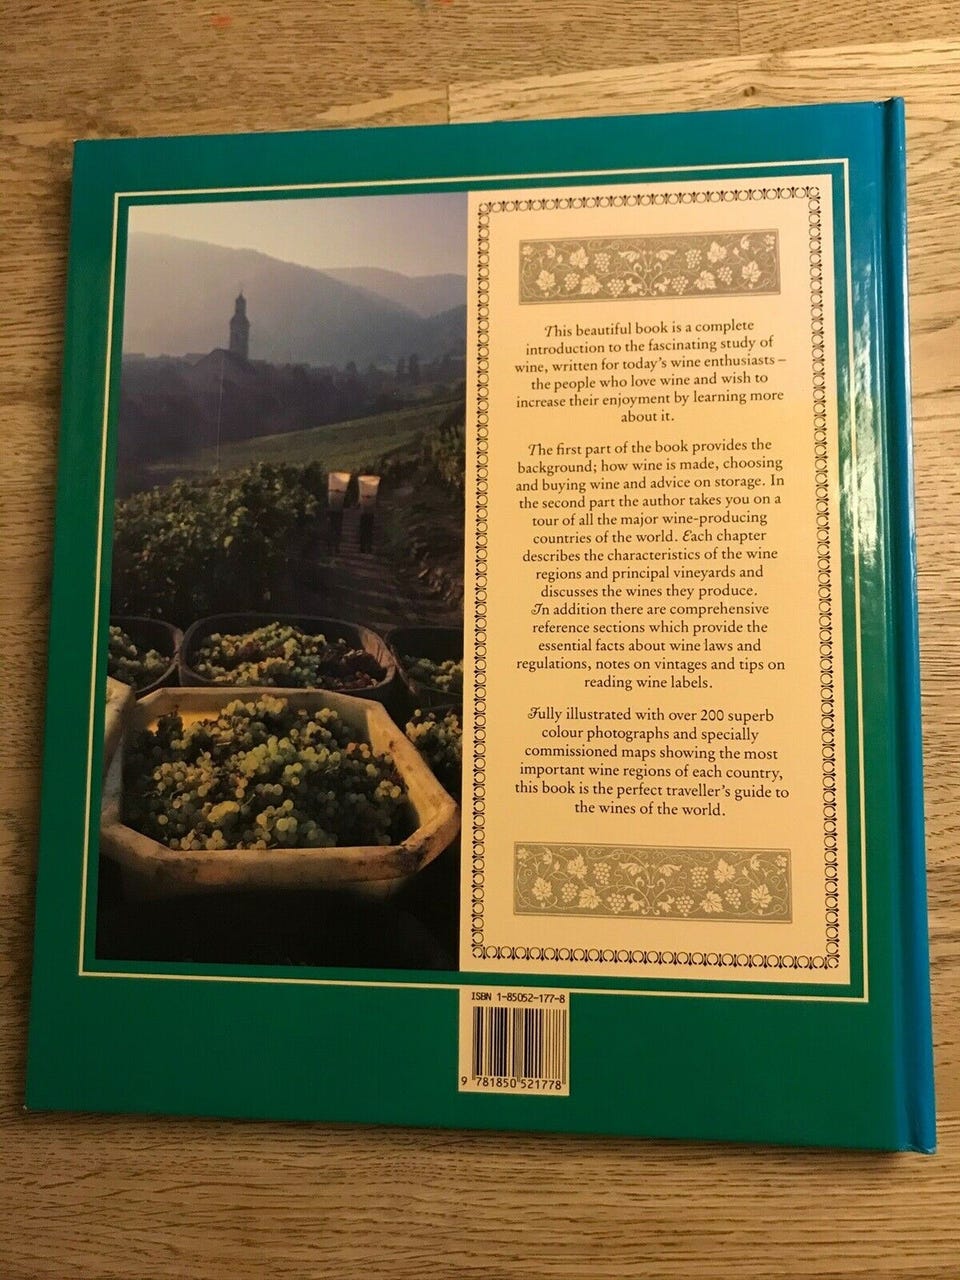 This beautiful book is a complete
introduction to the fascinating study of
wine, written for today's wine enthusiasts –
the people who love wine and wish to
increase their enjoyment by learning more
about it.
The first part of the book provides the
background; how wine is made, choosing
and buying wine and advice on storage. In
the second part the author takes you on a
tour of all the major wine-producing
countries of the world. Each chapter
describes the characteristics of the wine
regions and principal vineyards and
discusses the wines they produce.
In addition there are comprehensive
reference sections which provide the
essential facts about wine laws and
regulations, notes on vintages and tips on
reading wine labels.
Fully illustrated with over 200 superb
colour photographs and specially
commissioned maps showing the most
important wine regions of each country,
this book is the perfect traveller's guide to
the wines of the world.
ISBN 1-85052-177-8
9 781850 521778